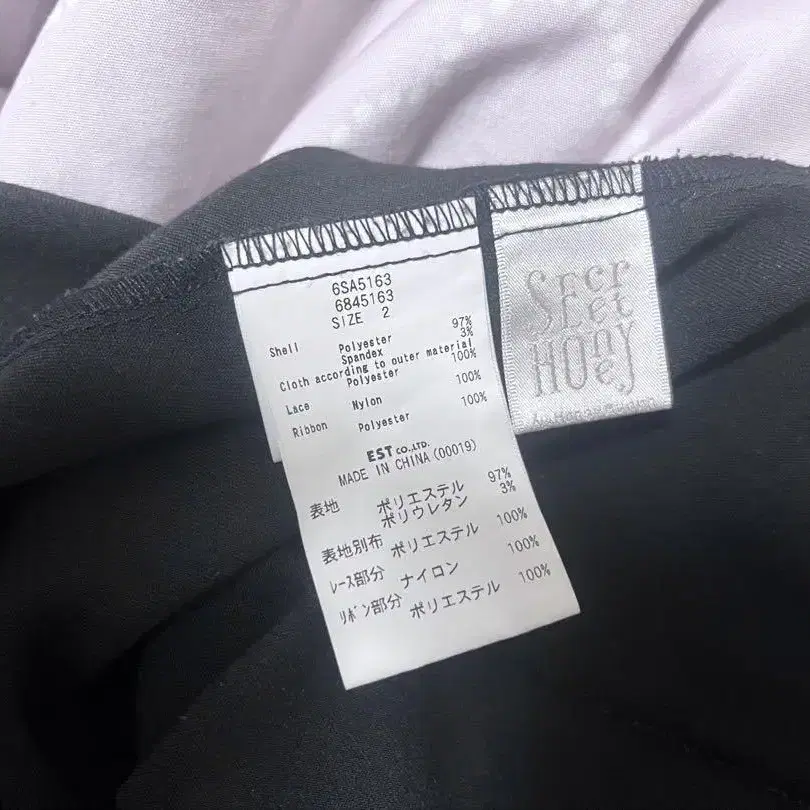 6SA5163
6845163
SIZE 2
Shell Polyester 97%
Spandex 3%
Cloth according to outer material
Polyester 100%
Lace Nylon 100%
Ribbon Polyester 100%
EST CO.,LTD.
MADE IN CHINA (00019)
表地 ポリエステル 97%
ポリウレタン 3%
表地別布 ポリエステル 100%
ﾚｰｽ部分 ナイロン 100%
ﾘﾎﾞﾝ部分 ポリエステル 100%
Secret
HOney